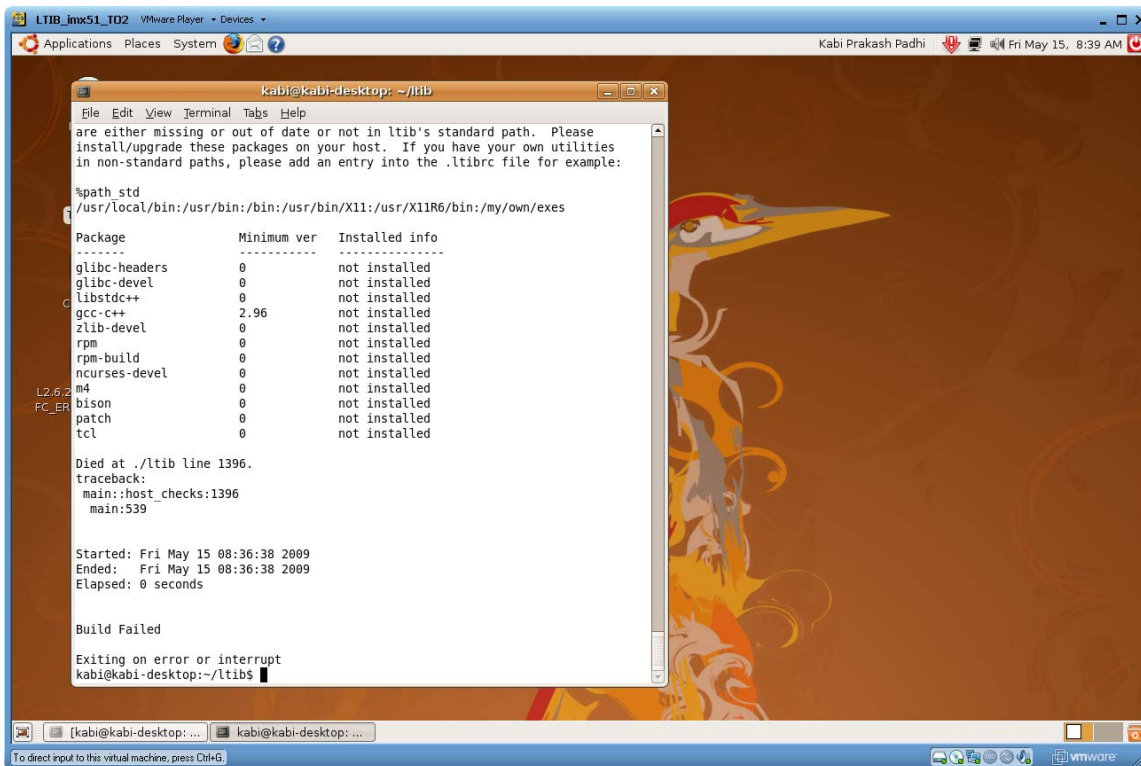 LTIB_imx51_TO2 VMware Player Devices
Applications Places System Kabi Prakash Padhi Fri May 15, 8:39 AM
kabi@kabi-desktop: ~/ltib
File Edit View Terminal Tabs Help
are either missing or out of date or not in ltib's standard path. Please
install/upgrade these packages on your host. If you have your own utilities
in non-standard paths, please add an entry into the .ltibrc file for example:
%path_std
/usr/local/bin:/usr/bin:/bin:/usr/bin/X11:/usr/X11R6/bin:/my/own/exes
Package Minimum ver Installed info
------- ----------- ---------------
glibc-headers 0 not installed
glibc-devel 0 not installed
libstdc++ 0 not installed
gcc-c++ 2.96 not installed
zlib-devel 0 not installed
rpm 0 not installed
rpm-build 0 not installed
ncurses-devel 0 not installed
m4 0 not installed
bison 0 not installed
patch 0 not installed
tcl 0 not installed
Died at ./ltib line 1396.
traceback:
main::host_checks:1396
main:539
Started: Fri May 15 08:36:38 2009
Ended: Fri May 15 08:36:38 2009
Elapsed: 0 seconds
Build Failed
Exiting on error or interrupt
kabi@kabi-desktop:~/ltib$
L2.6.2
FC_ER
[kabi@kabi-desktop: ... kabi@kabi-desktop: ...
To direct input to this virtual machine, press Ctrl+G.
vmware